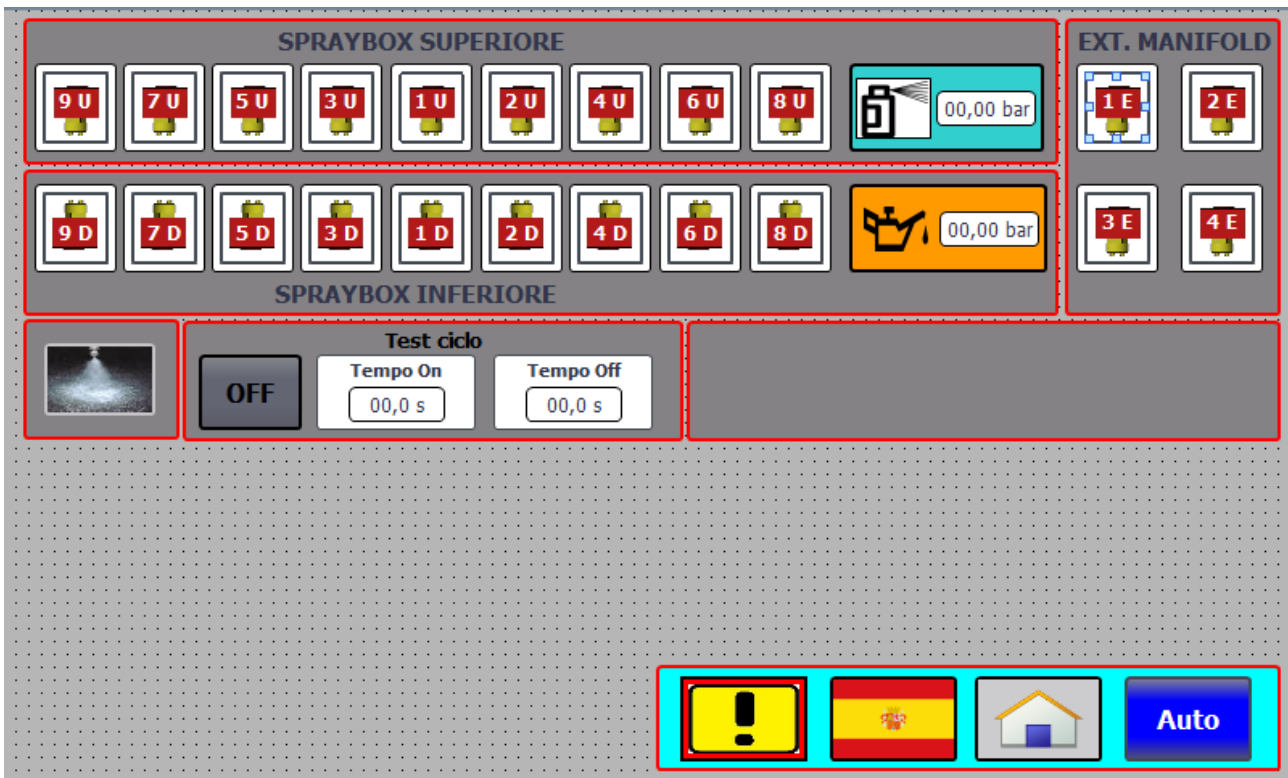 SPRAYBOX SUPERIORE
9 U 7 U 5 U 3 U 1 U 2 U 4 U 6 U 8 U
00,00 bar
EXT. MANIFOLD
1 E 2 E
3 E 4 E
9 D 7 D 5 D 3 D 1 D 2 D 4 D 6 D 8 D
00,00 bar
SPRAYBOX INFERIORE
Test ciclo
OFF
Tempo On
00,0 s
Tempo Off
00,0 s
!
Auto